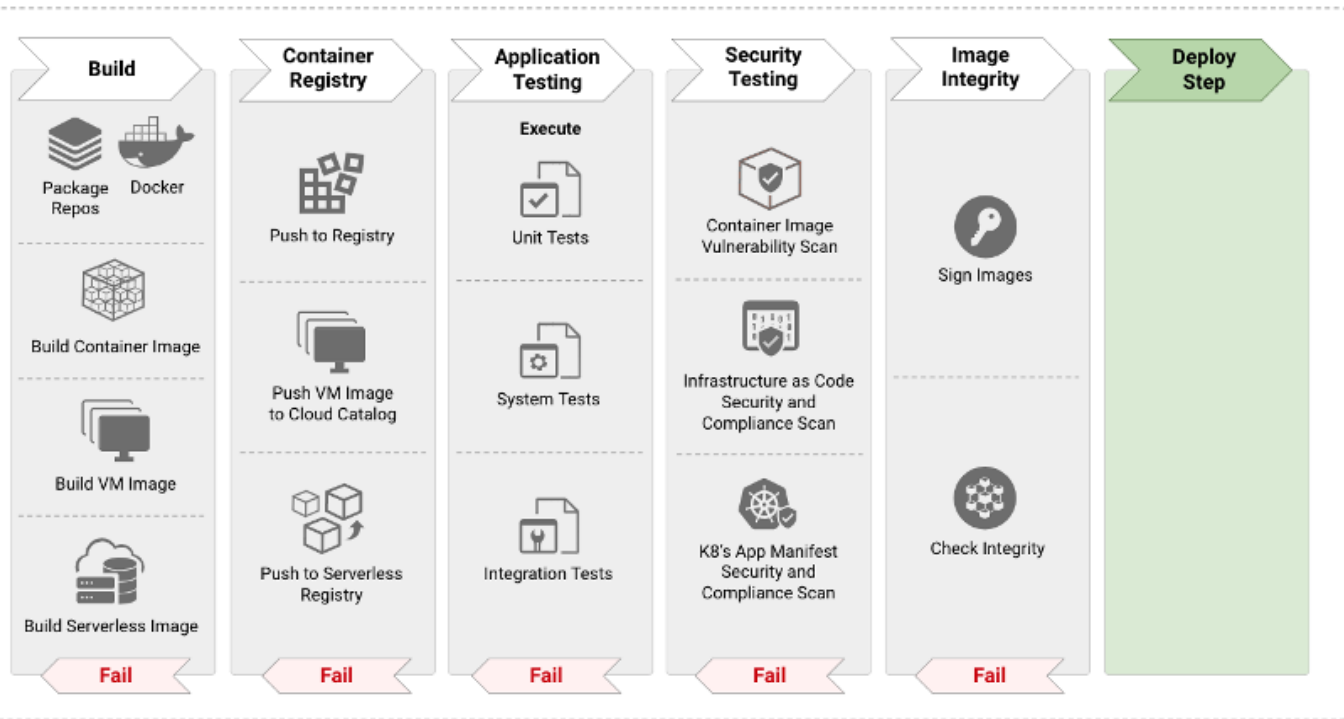 Build
Package
Repos
Docker
Build Container Image
Build VM Image
Build Serverless Image
Fail
Container
Registry
Push to Registry
Push VM Image
to Cloud Catalog
Push to Serverless
Registry
Fail
Application
Testing
Execute
Unit Tests
System Tests
Integration Tests
Fail
Security
Testing
Container Image
Vulnerability Scan
Infrastructure as Code
Security and
Compliance Scan
K8's App Manifest
Security and
Compliance Scan
Fail
Image
Integrity
Sign Images
Check Integrity
Fail
Deploy
Step